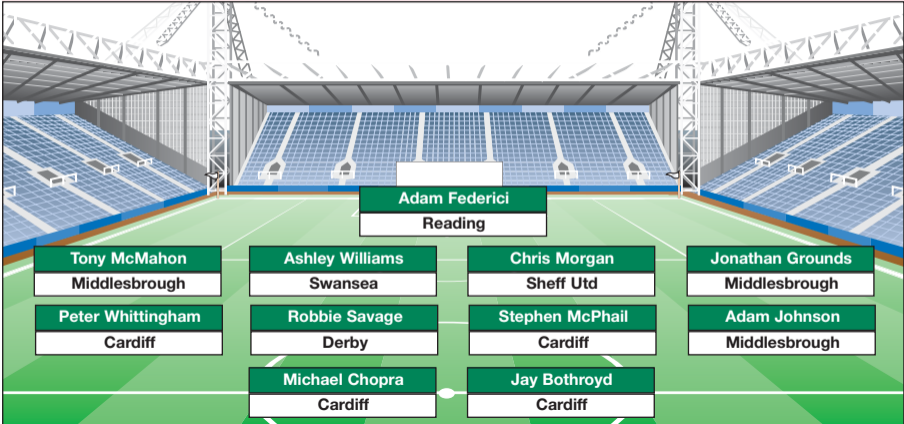 Adam Federici
Reading
Tony McMahon
Middlesbrough
Ashley Williams
Swansea
Chris Morgan
Sheff Utd
Jonathan Grounds
Middlesbrough
Peter Whittingham
Cardiff
Robbie Savage
Derby
Stephen McPhail
Cardiff
Adam Johnson
Middlesbrough
Michael Chopra
Cardiff
Jay Bothroyd
Cardiff